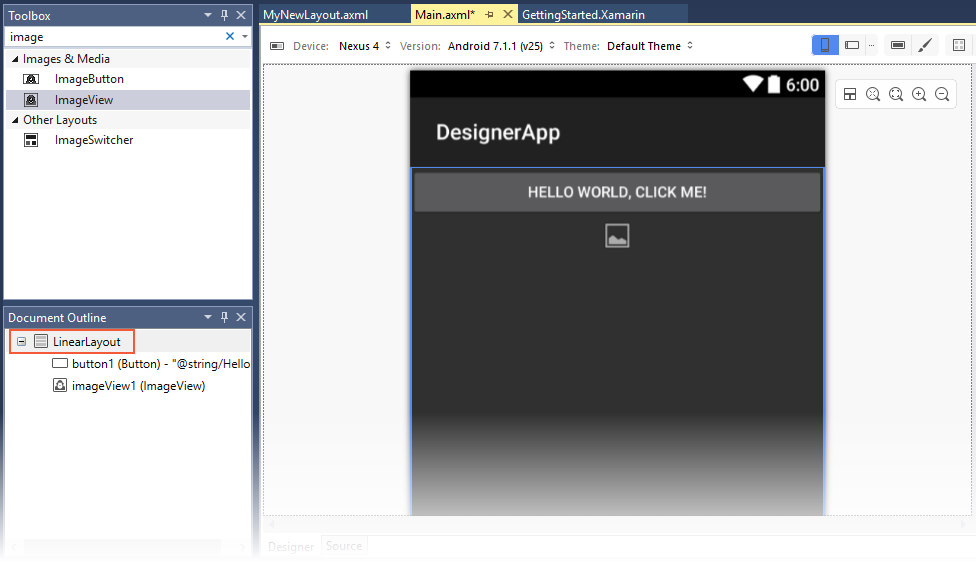 Toolbox
image
Images & Media
ImageButton
ImageView
Other Layouts
ImageSwitcher
Document Outline
LinearLayout
button1 (Button) - "@string/Hello
imageView1 (ImageView)
MyNewLayout.axml
Main.axml*
GettingStarted.Xamarin
Device: Nexus 4 Version: Android 7.1.1 (v25) Theme: Default Theme
6:00
DesignerApp
HELLO WORLD, CLICK ME!
Designer Source